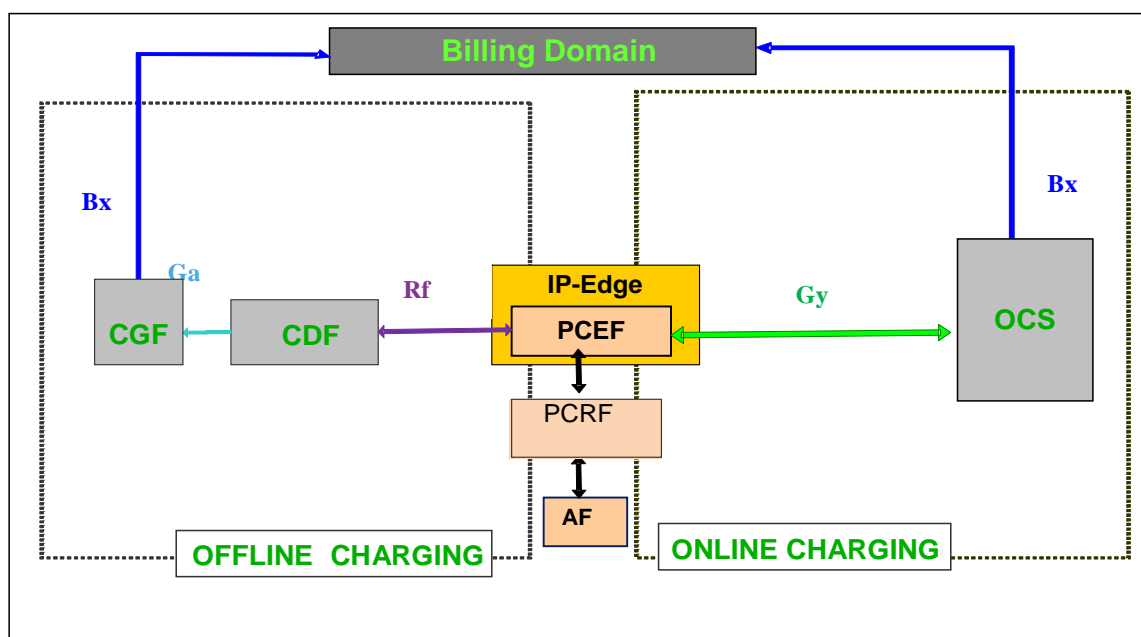 Billing Domain
Bx
Bx
Ga
Rf
IP-Edge
Gy
OCS
CGF
CDF
PCEF
PCRF
AF
OFFLINE CHARGING
ONLINE CHARGING